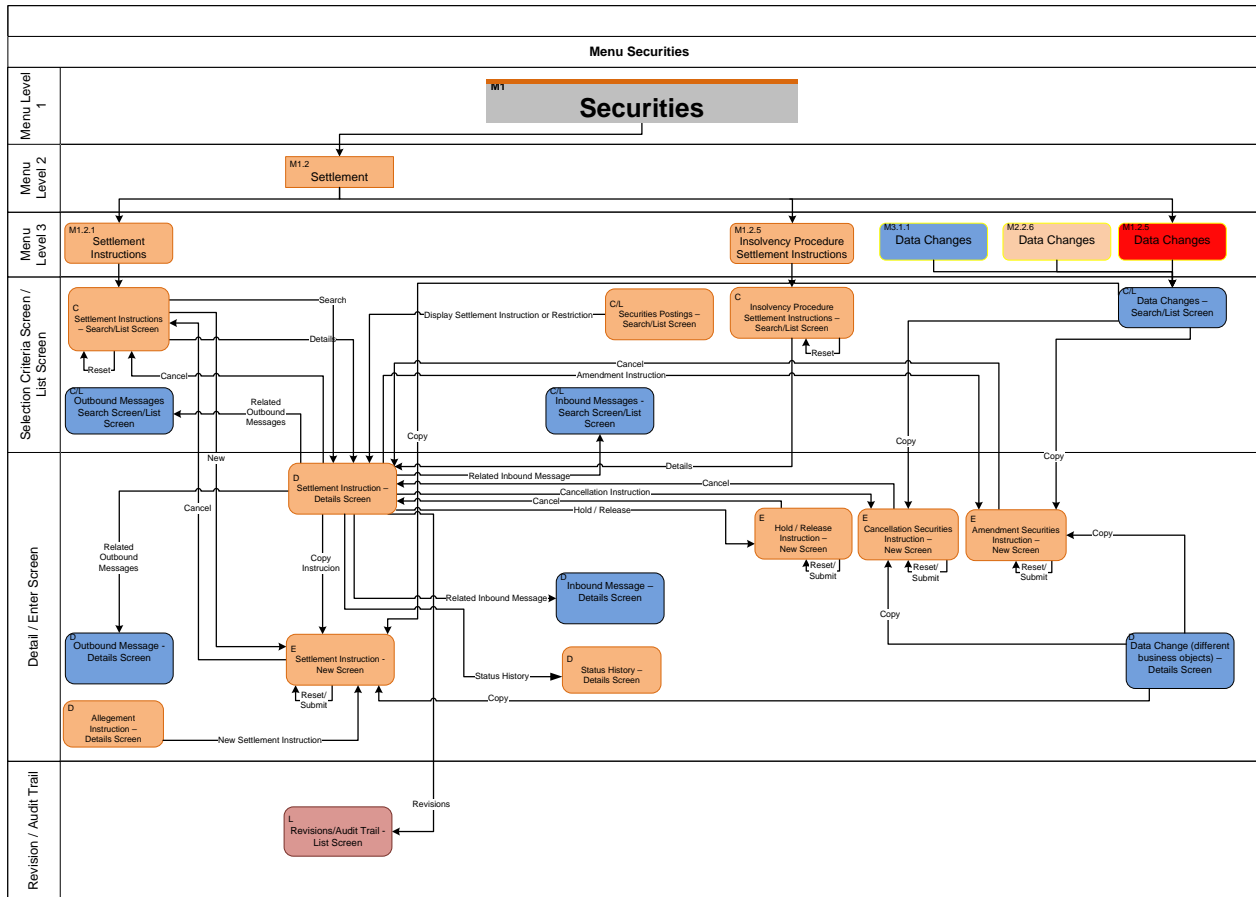 Menu Securities
Menu Level
1
M1
Securities
Menu
Level 2
M1.2
Settlement
Menu
Level 3
M1.2.1
Settlement
Instructions
M1.2.5
Insolvency Procedure
Settlement Instructions
M3.1.1
Data Changes
M2.2.6
Data Changes
M1.2.5
Data Changes
Selection Criteria Screen /
List Screen
C
Settlement Instructions
– Search/List Screen
Reset
Search
Details
Cancel
Display Settlement Instruction or Restriction
C/L
Securities Postings
– Search/List Screen
C
Insolvency Procedure
Settlement Instructions –
Search/List Screen
Reset
C/L
Data Changes –
Search/List Screen
Cancel
Amendment Instruction
C/L
Outbound Messages
Search Screen/List
Screen
Related
Outbound
Messages
C/L
Inbound Messages -
Search Screen/List
Screen
Copy
Copy
Copy
New
Detail / Enter Screen
Details
Related Inbound Message
D
Settlement Instruction –
Details Screen
Cancel
Cancellation Instruction
Cancel
Hold / Release
Cancel
E
Hold / Release
Instruction –
New Screen
Reset/
Submit
E
Cancellation Securities
Instruction –
New Screen
Reset/
Submit
E
Amendment Securities
Instruction –
New Screen
Reset/
Submit
Copy
Related
Outbound
Messages
Copy
Instrucion
Related Inbound Message
D
Inbound Message –
Details Screen
Copy
D
Outbound Message -
Details Screen
E
Settlement Instruction -
New Screen
Reset/
Submit
Status History
D
Status History –
Details Screen
D
Data Change (different
business objects) –
Details Screen
Copy
D
Allegement
Instruction –
Details Screen
New Settlement Instruction
Revision / Audit Trail
Revisions
L
Revisions/Audit Trail -
List Screen